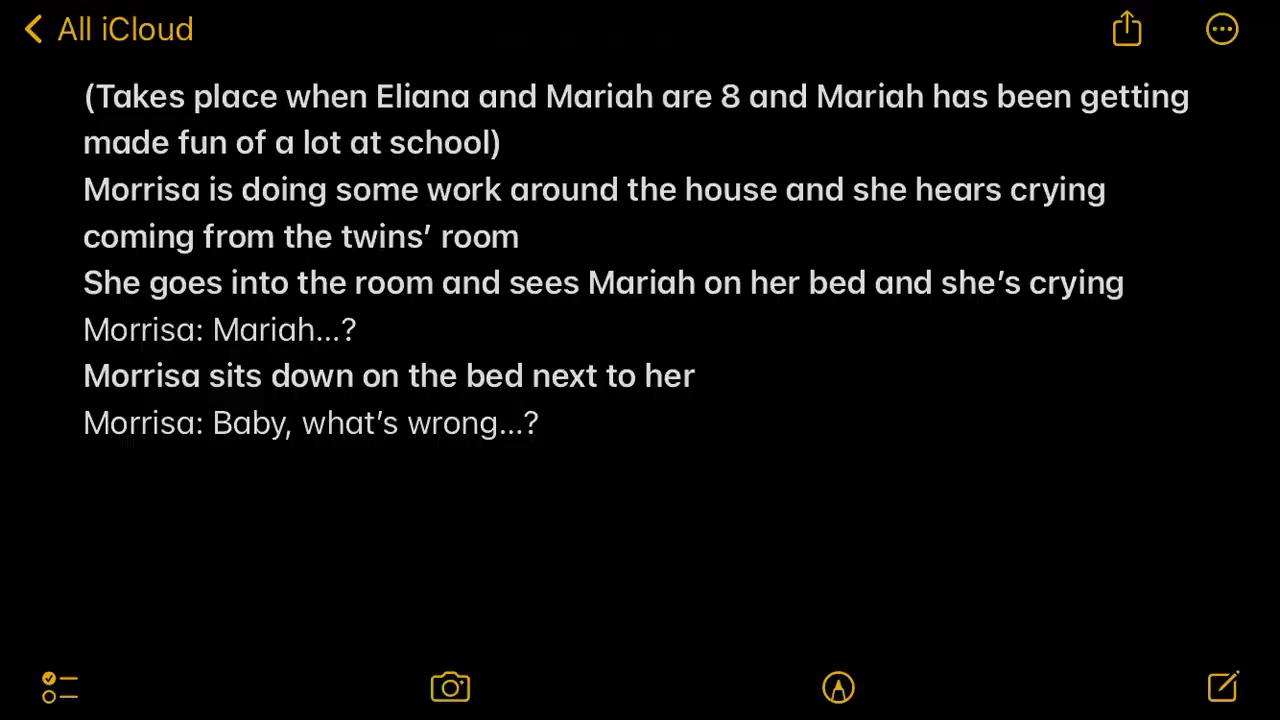 All iCloud
(Takes place when Eliana and Mariah are 8 and Mariah has been getting
made fun of a lot at school)
Morrisa is doing some work around the house and she hears crying
coming from the twins’ room
She goes into the room and sees Mariah on her bed and she’s crying
Morrisa: Mariah...?
Morrisa sits down on the bed next to her
Morrisa: Baby, what’s wrong...?